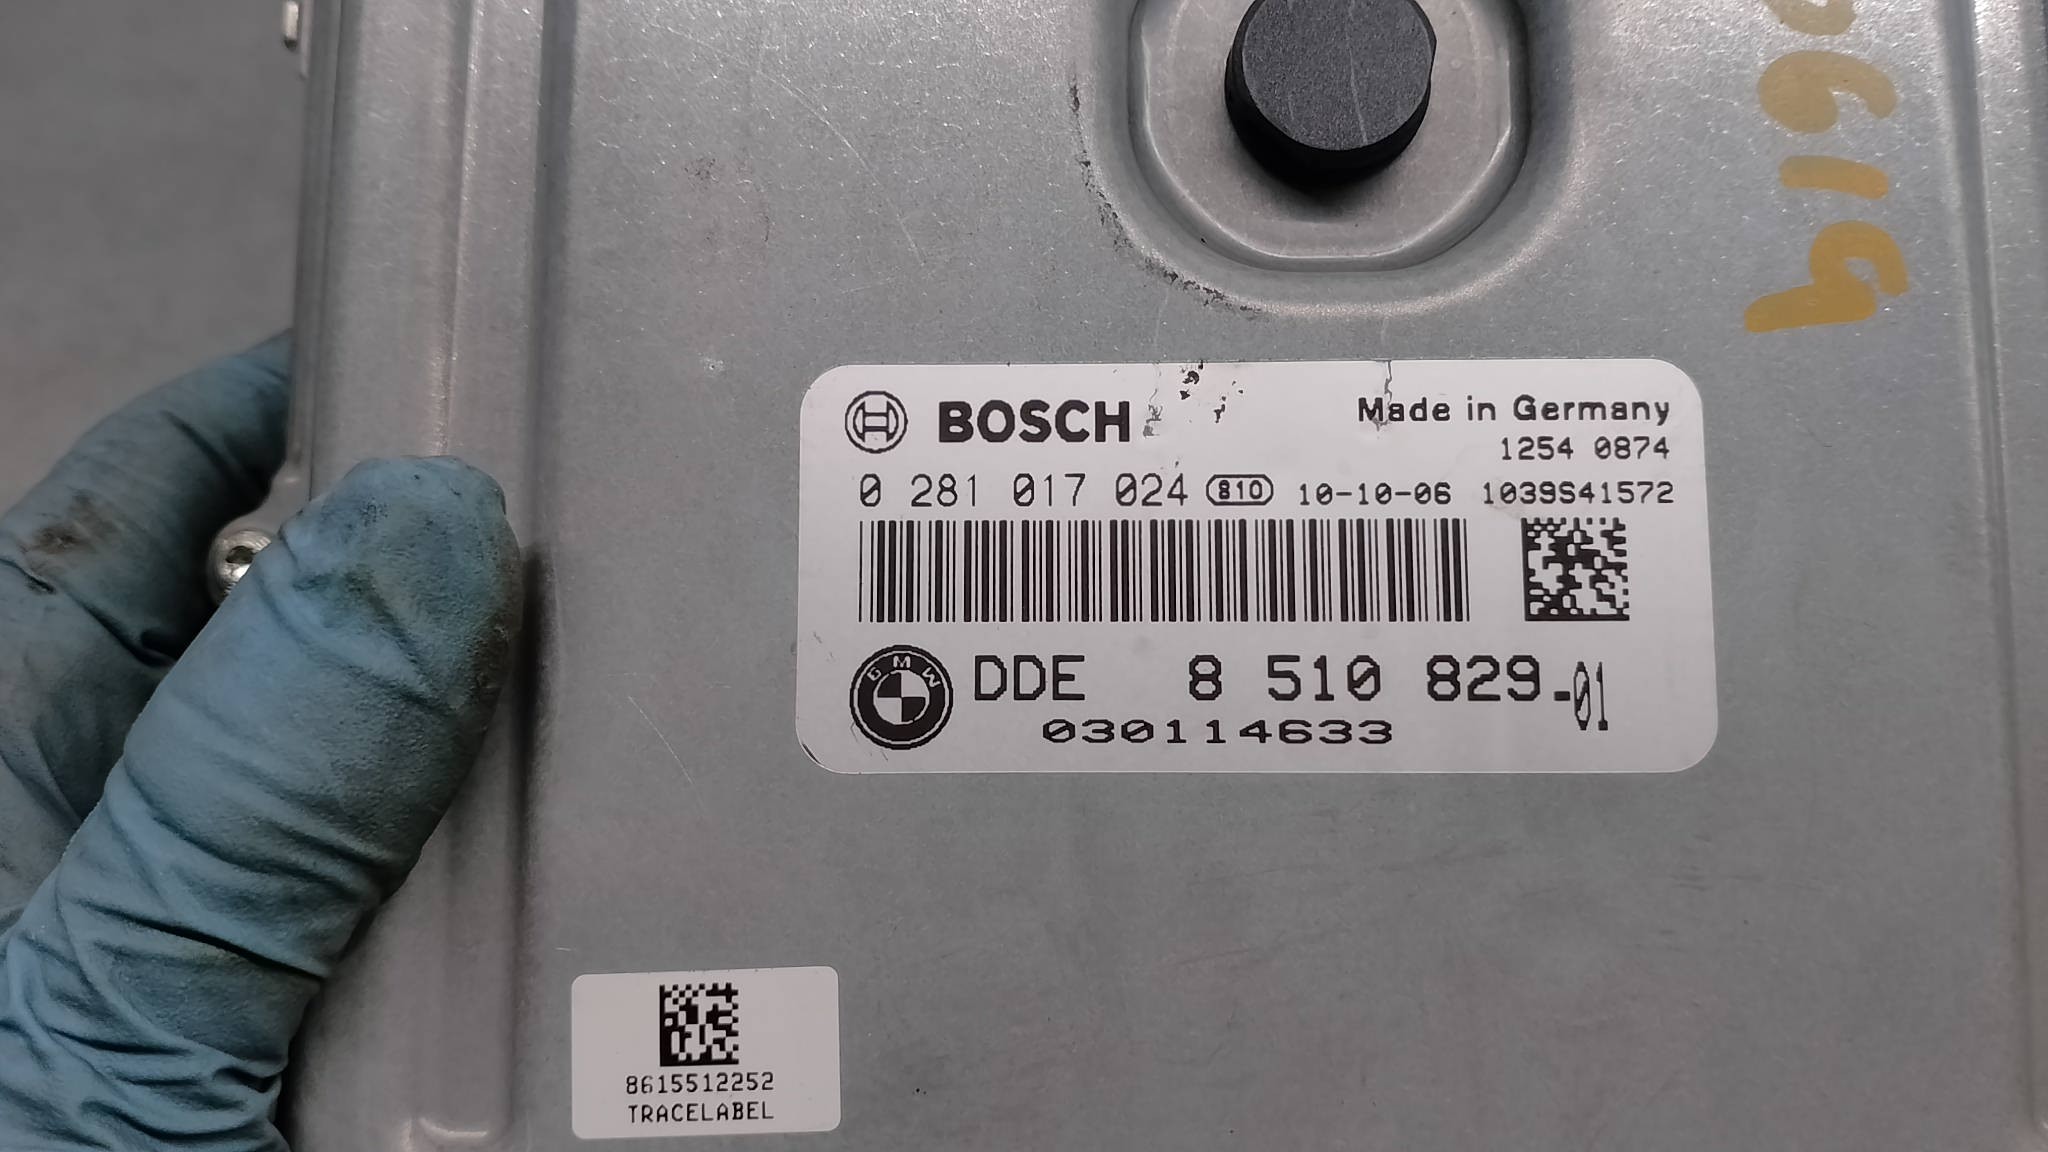 BOSCH
Made in Germany
1254 0874
0 281 017 024 810 10-10-06 1039S41572
BMW DDE 8 510 829-01
030114633
8615512252
TRACELABEL